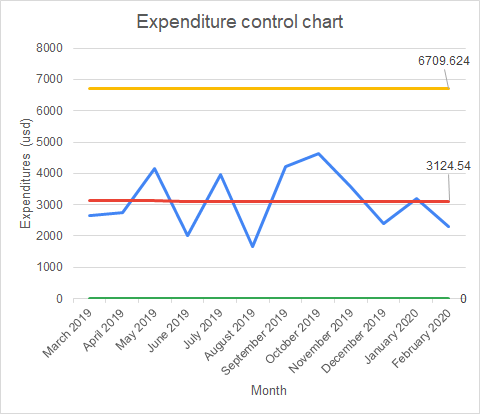 Expenditure control chart
8000
7000
6000
5000
4000
3000
2000
1000
0
Expenditures (usd)
6709.624
3124.54
0
March 2019
April 2019
May 2019
June 2019
July 2019
August 2019
September 2019
October 2019
November 2019
December 2019
January 2020
February 2020
Month